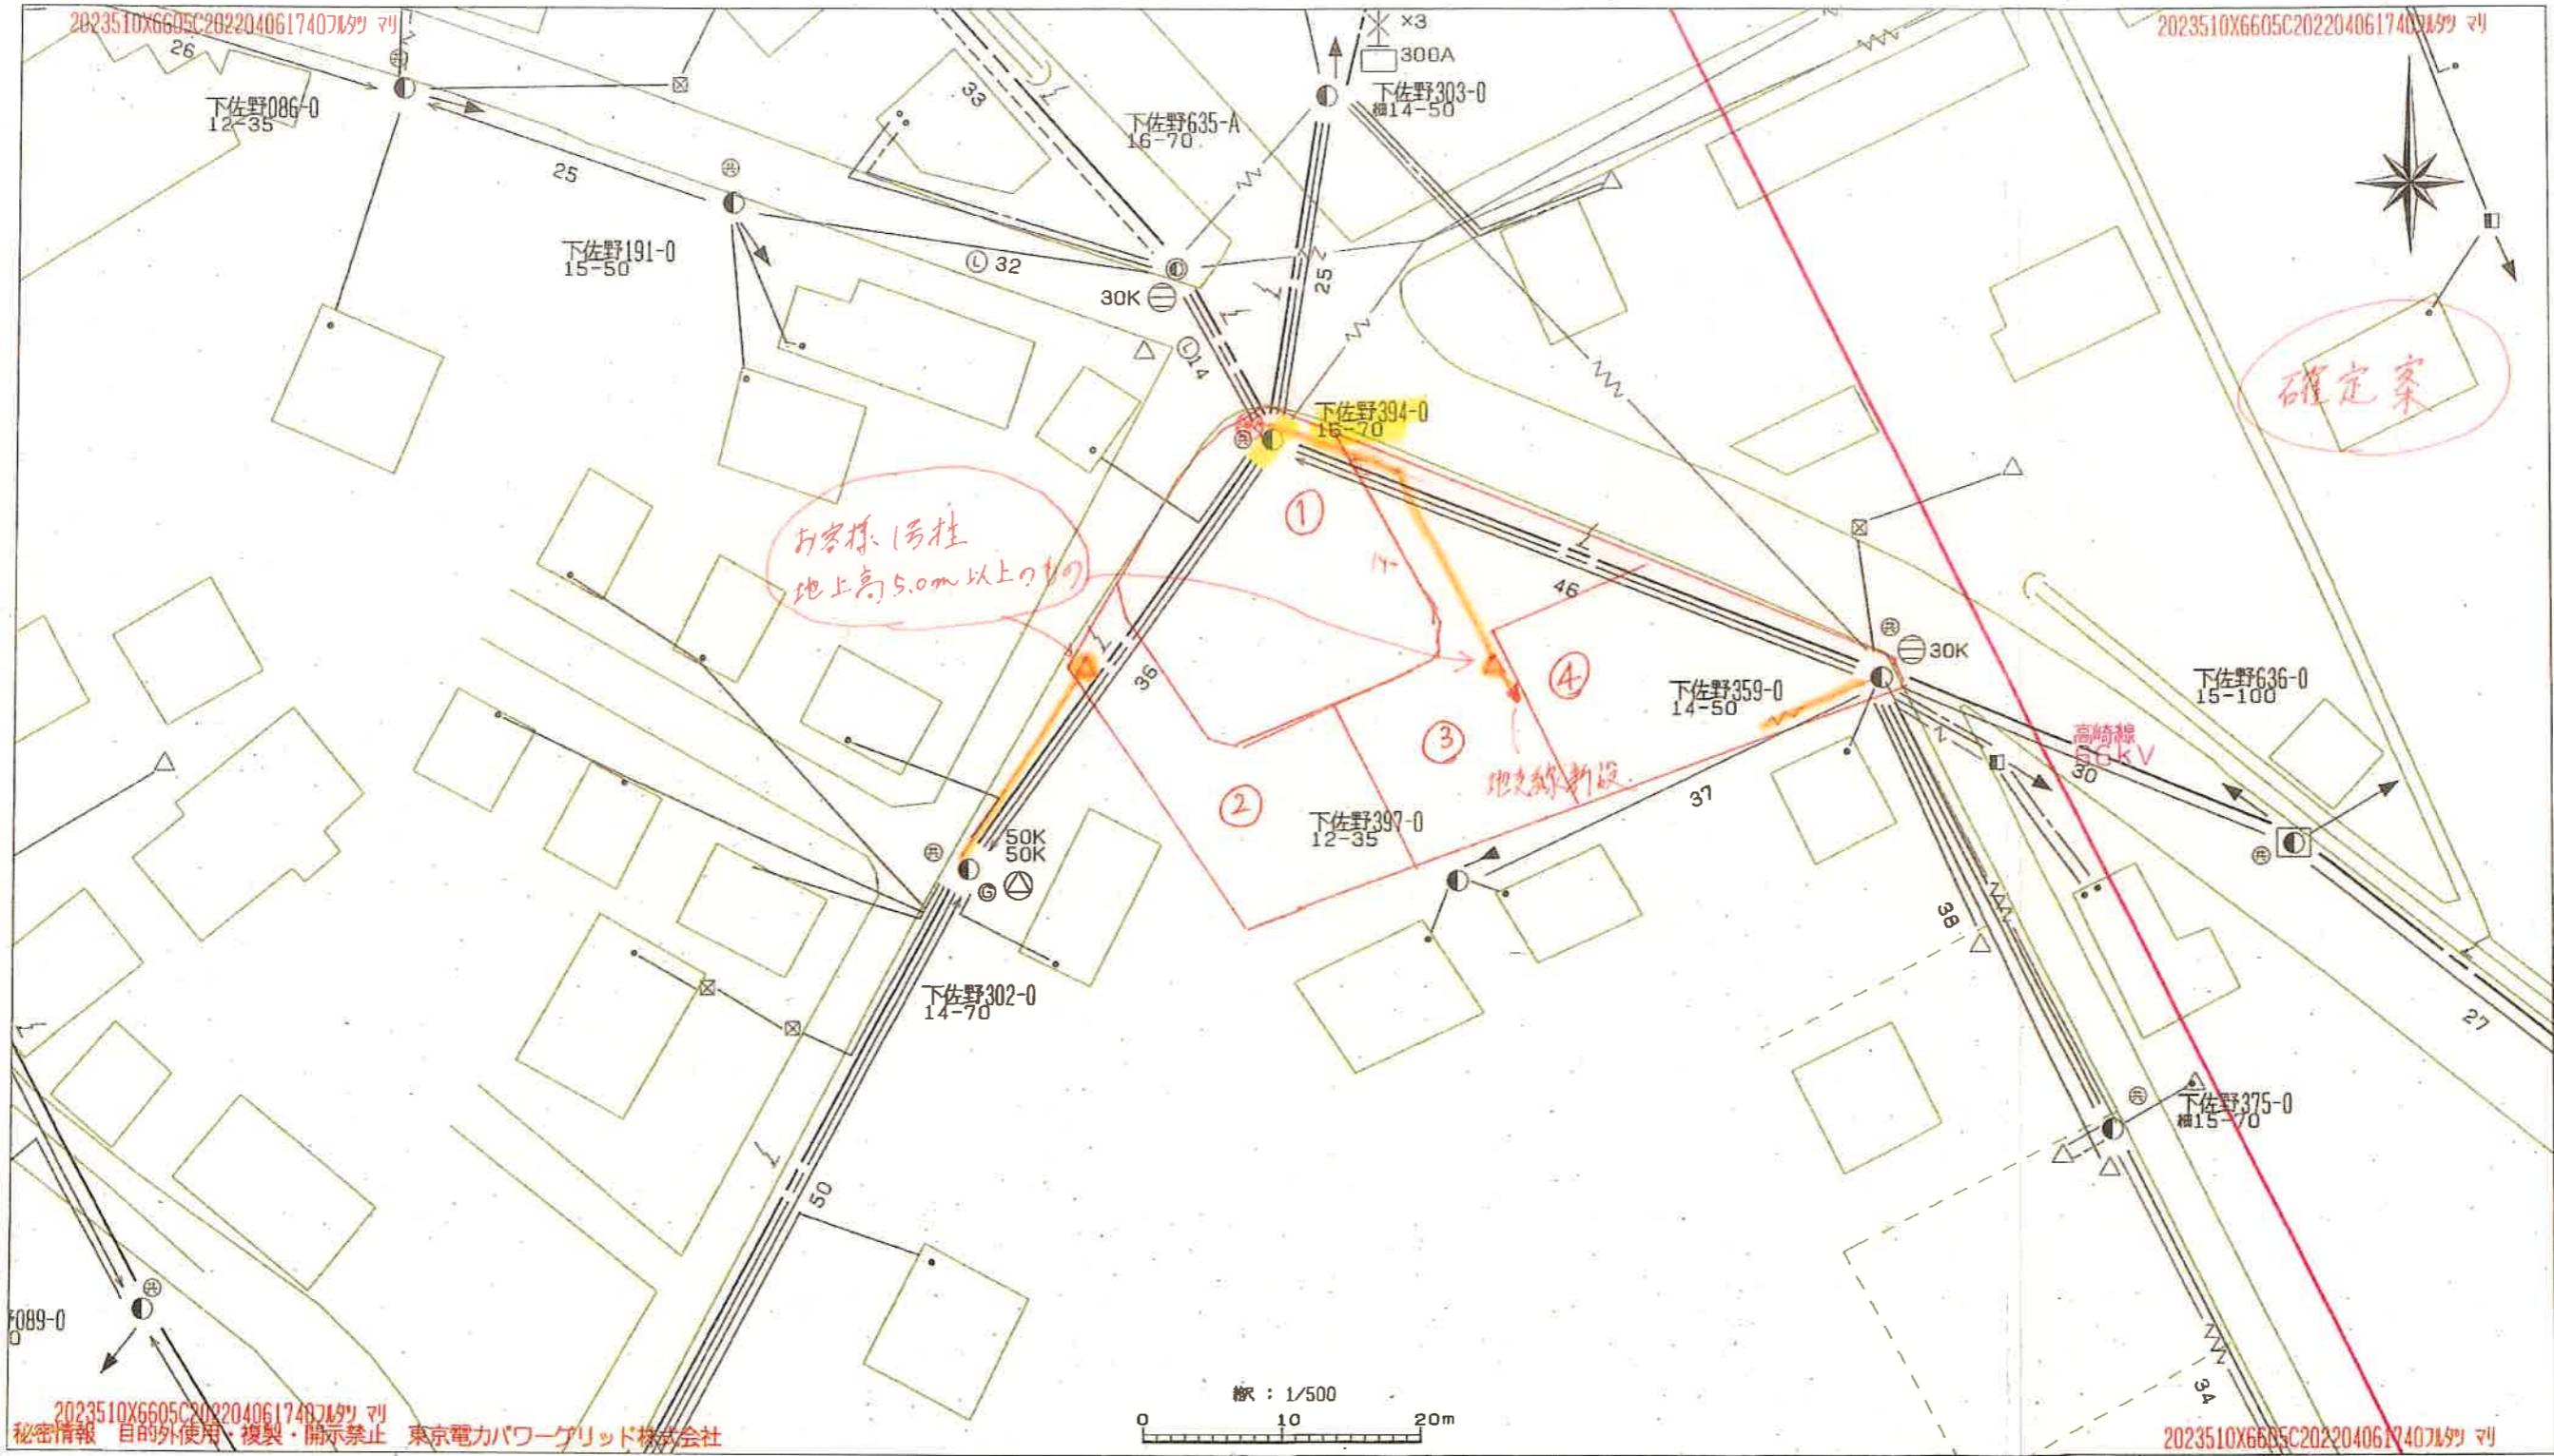 2023510X6605C202204061740フルタツ マリ
2023510X6605C202204061740フルタツ マリ
26
下佐野086-0
12-35
25
33
下佐野635-A
16-70
×3
300A
下佐野303-0
細14-50
下佐野191-0
15-50
Ⓛ 32
30K
25
Ⓛ14
確定案
下佐野394-0
16-70
お客様1号柱
地上高5.0m以上のもの
①
14-
46
36
④
30K
下佐野359-0
14-50
下佐野636-0
15-100
高崎線
66kV
30
③
地支線新設
②
下佐野397-0
12-35
37
50K
50K
G
38
下佐野302-0
14-70
27
下佐野375-0
細15-70
50
089-0
34
縮尺 : 1/500
0 10 20m
2023510X6605C202204061740フルタツ マリ
秘密情報 目的外使用・複製・開示禁止 東京電力パワーグリッド株式会社
2023510X6605C202204061740フルタツ マリ